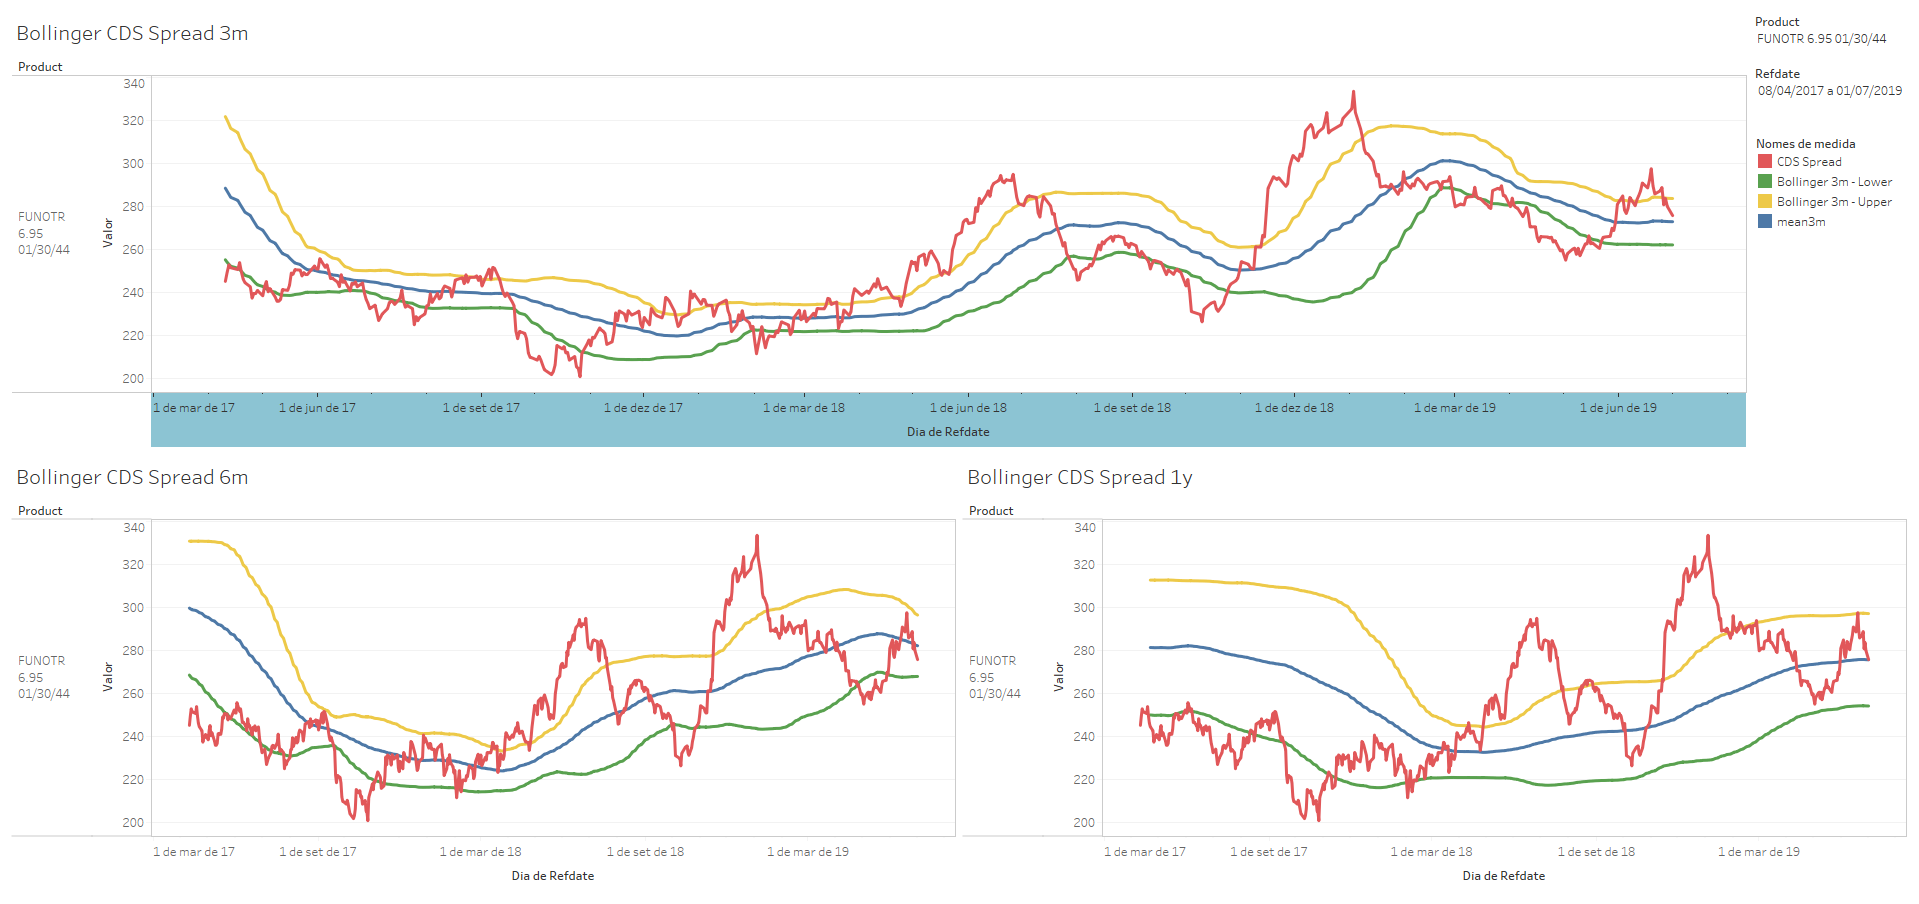 Bollinger CDS Spread 3m
Product
FUNOTR
6.95
01/30/44
Valor
340
320
300
280
260
240
220
200
1 de mar de 17
1 de jun de 17
1 de set de 17
1 de dez de 17
1 de mar de 18
1 de jun de 18
1 de set de 18
1 de dez de 18
1 de mar de 19
1 de jun de 19
Dia de Refdate
Product
FUNOTR 6.95 01/30/44
Refdate
08/04/2017 a 01/07/2019
Nomes de medida
CDS Spread
Bollinger 3m - Lower
Bollinger 3m - Upper
mean3m
Bollinger CDS Spread 6m
Product
FUNOTR
6.95
01/30/44
Valor
340
320
300
280
260
240
220
200
1 de mar de 17
1 de set de 17
1 de mar de 18
1 de set de 18
1 de mar de 19
Dia de Refdate
Bollinger CDS Spread 1y
Product
FUNOTR
6.95
01/30/44
Valor
340
320
300
280
260
240
220
200
1 de mar de 17
1 de set de 17
1 de mar de 18
1 de set de 18
1 de mar de 19
Dia de Refdate